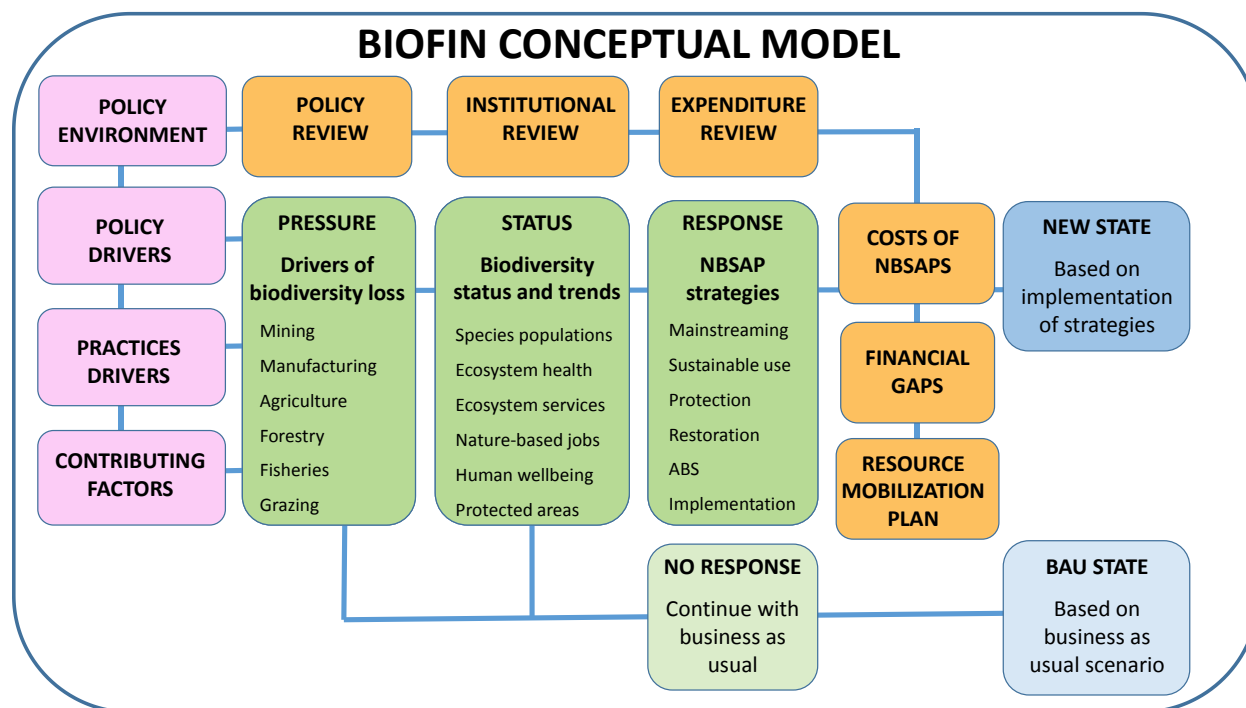 BIOFIN CONCEPTUAL MODEL
POLICY
ENVIRONMENT
POLICY
REVIEW
INSTITUTIONAL
REVIEW
EXPENDITURE
REVIEW
POLICY
DRIVERS
PRACTICES
DRIVERS
CONTRIBUTING
FACTORS
PRESSURE
Drivers of
biodiversity loss
Mining
Manufacturing
Agriculture
Forestry
Fisheries
Grazing
STATUS
Biodiversity
status and trends
Species populations
Ecosystem health
Ecosystem services
Nature-based jobs
Human wellbeing
Protected areas
RESPONSE
NBSAP
strategies
Mainstreaming
Sustainable use
Protection
Restoration
ABS
Implementation
COSTS OF
NBSAPS
FINANCIAL
GAPS
RESOURCE
MOBILIZATION
PLAN
NEW STATE
Based on
implementation
of strategies
NO RESPONSE
Continue with
business as
usual
BAU STATE
Based on
business as
usual scenario